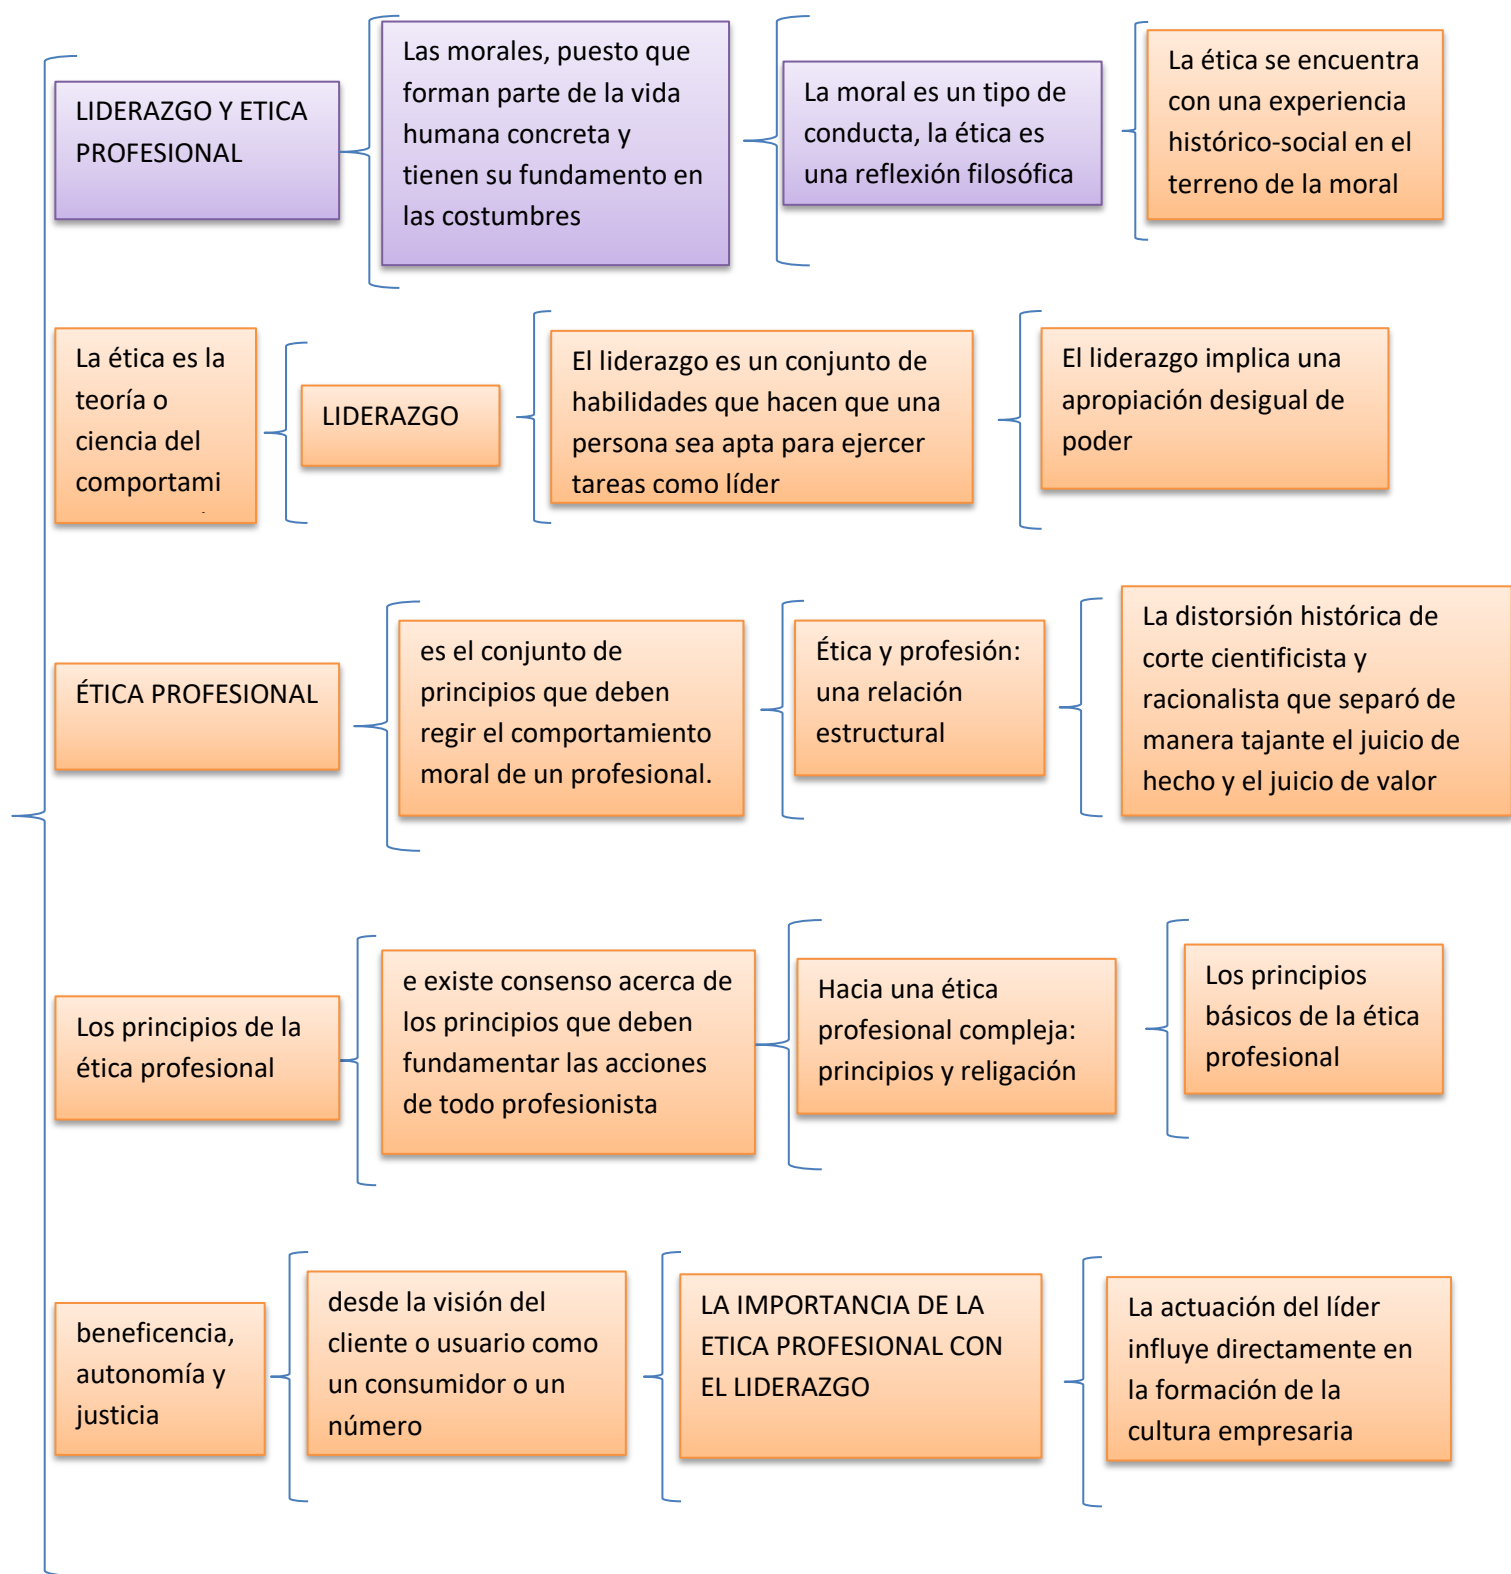 LIDERAZGO Y ETICA
PROFESIONAL
Las morales, puesto que
forman parte de la vida
humana concreta y
tienen su fundamento en
las costumbres
La moral es un tipo de
conducta, la ética es
una reflexión filosófica
La ética se encuentra
con una experiencia
histórico-social en el
terreno de la moral
La ética es la
teoría o
ciencia del
comportami
LIDERAZGO
El liderazgo es un conjunto de
habilidades que hacen que una
persona sea apta para ejercer
tareas como líder
El liderazgo implica una
apropiación desigual de
poder
ÉTICA PROFESIONAL
es el conjunto de
principios que deben
regir el comportamiento
moral de un profesional.
Ética y profesión:
una relación
estructural
La distorsión histórica de
corte cientificista y
racionalista que separó de
manera tajante el juicio de
hecho y el juicio de valor
Los principios de la
ética profesional
e existe consenso acerca de
los principios que deben
fundamentar las acciones
de todo profesionista
Hacia una ética
profesional compleja:
principios y religación
Los principios
básicos de la ética
profesional
beneficencia,
autonomía y
justicia
desde la visión del
cliente o usuario como
un consumidor o un
número
LA IMPORTANCIA DE LA
ETICA PROFESIONAL CON
EL LIDERAZGO
La actuación del líder
influye directamente en
la formación de la
cultura empresaria